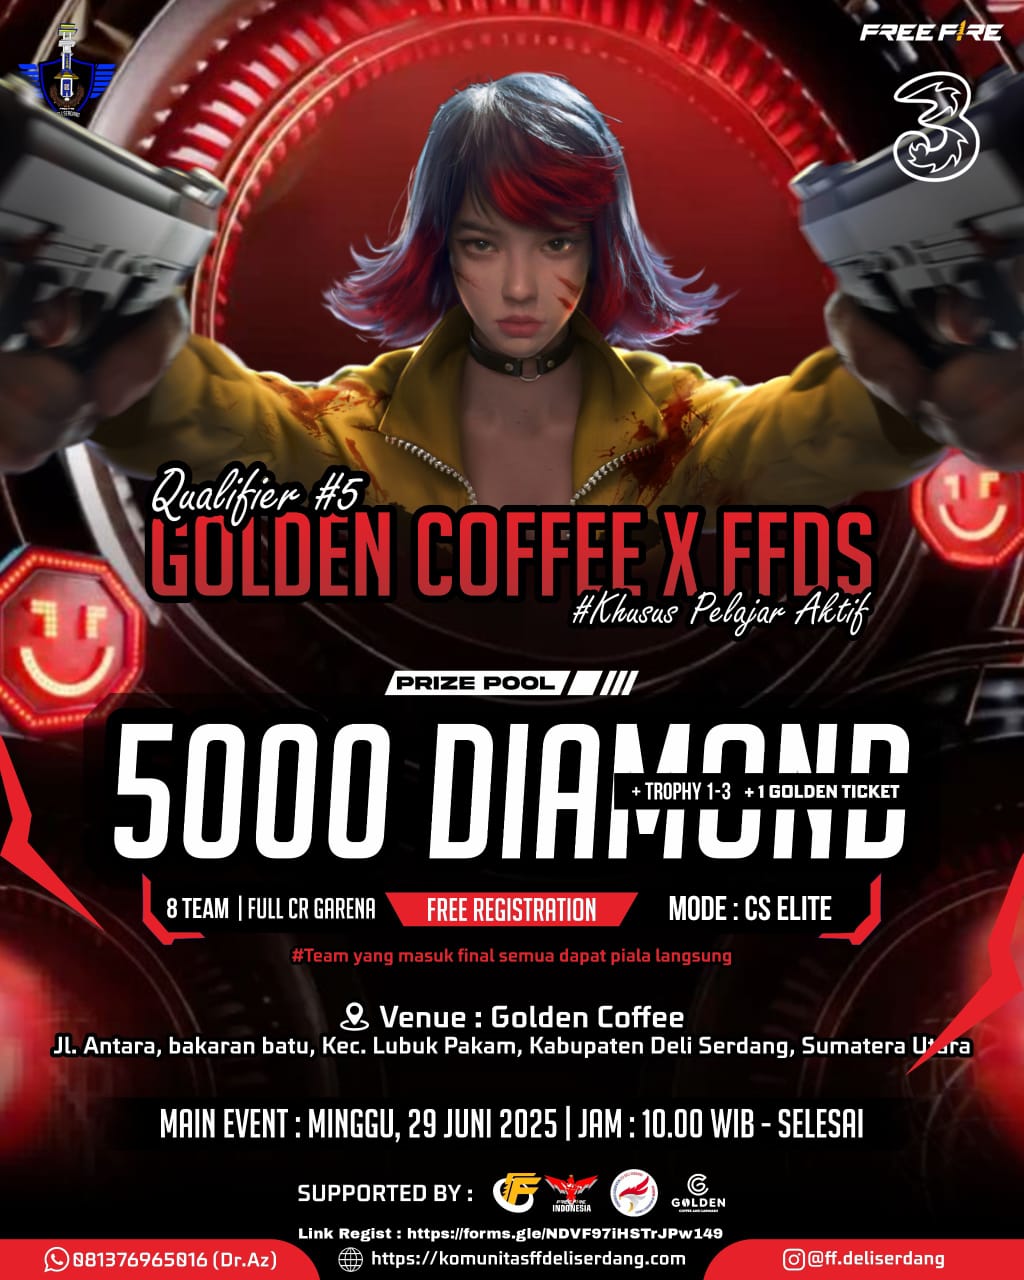 FREE FIRE
3
Qualifier #5
GOLDEN COFFEE X FFDS
#Khusus Pelajar Aktif
PRIZE POOL
5000 DIAMOND
+ TROPHY 1-3 + 1 GOLDEN TICKET
8 TEAM | FULL CR GARENA FREE REGISTRATION MODE : CS ELITE
#Team yang masuk final semua dapat piala langsung
Venue : Golden Coffee
Jl. Antara, bakaran batu, Kec. Lubuk Pakam, Kabupaten Deli Serdang, Sumatera Utara
MAIN EVENT : MINGGU, 29 JUNI 2025 | JAM : 10.00 WIB - SELESAI
SUPPORTED BY :
FREE FIRE
INDONESIA
GOLDEN
Link Regist : https://forms.gle/NDVF97iHSTrJPw149
081376965016 (Dr.Az) https://komunitasffdeliserdang.com @ff.deliserdang